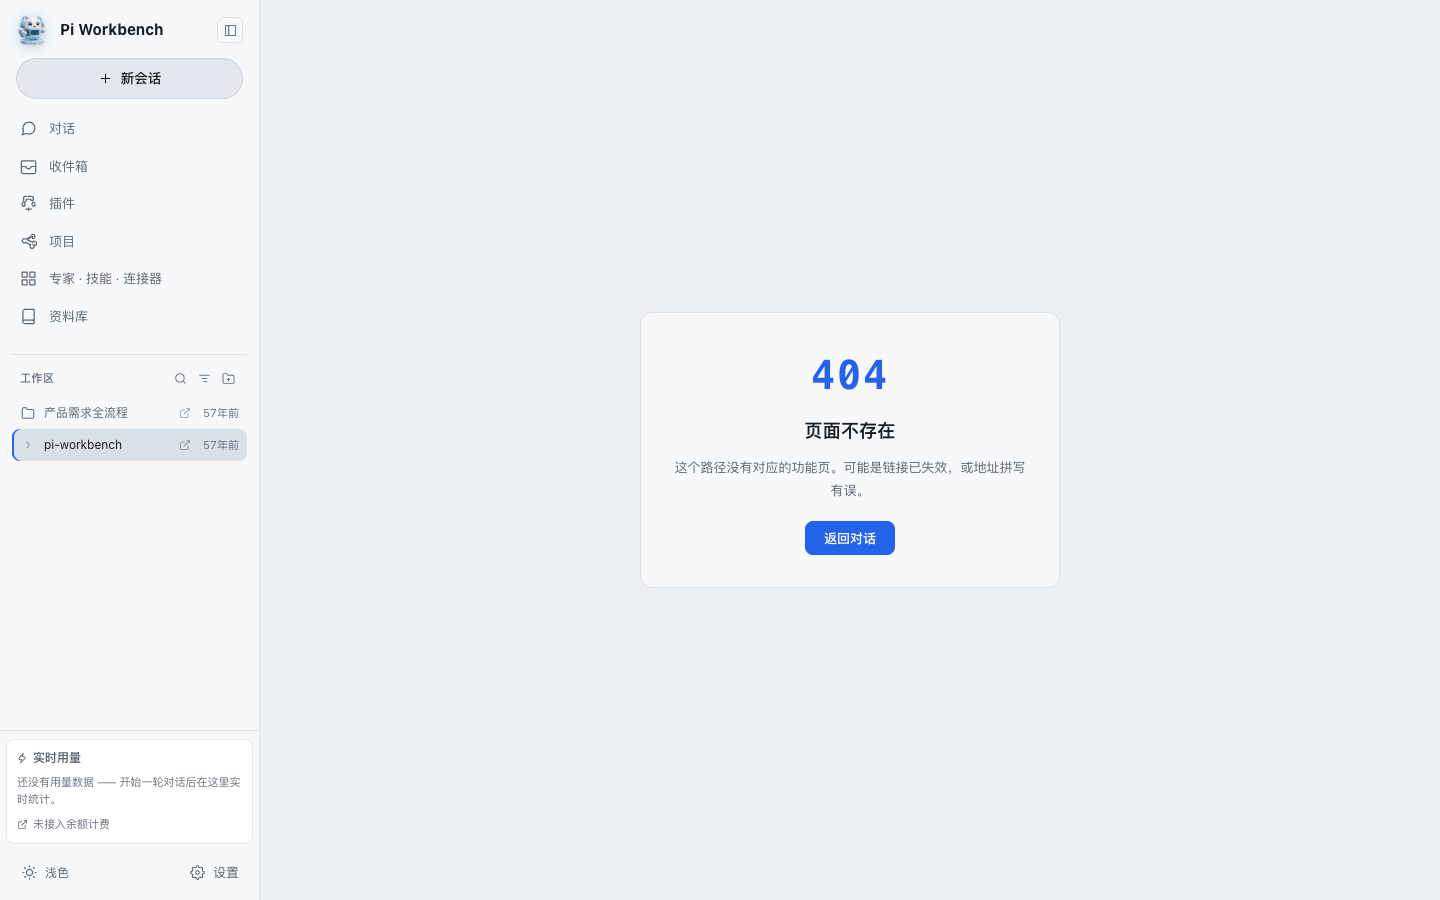 Pi Workbench
新会话
对话
收件箱
插件
项目
专家 · 技能 · 连接器
资料库
工作区
产品需求全流程 57年前
pi-workbench 57年前
实时用量
还没有用量数据 —— 开始一轮对话后在这里实
时统计。
未接入余额计费
浅色 设置
404
页面不存在
这个路径没有对应的功能页。可能是链接已失效，或地址拼写
有误。
返回对话